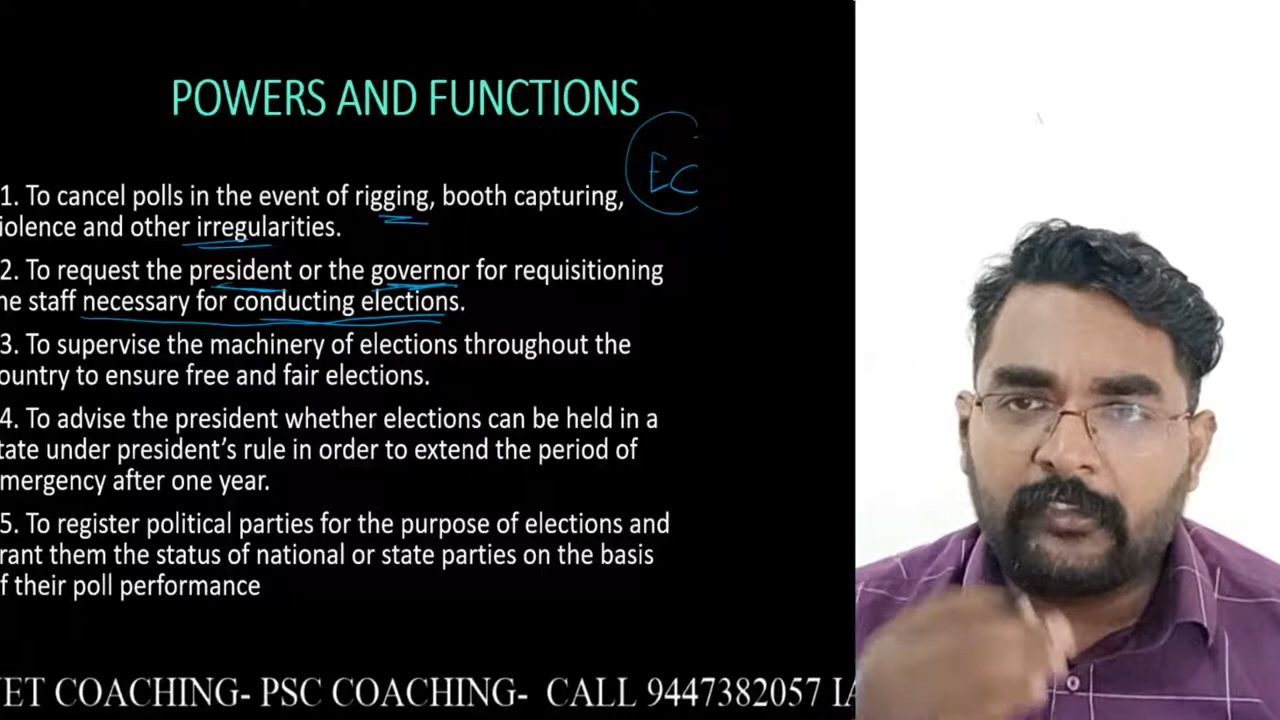 POWERS AND FUNCTIONS
EC
1. To cancel polls in the event of rigging, booth capturing,
iolence and other irregularities.
2. To request the president or the governor for requisitioning
he staff necessary for conducting elections.
3. To supervise the machinery of elections throughout the
ountry to ensure free and fair elections.
4. To advise the president whether elections can be held in a
tate under president’s rule in order to extend the period of
mergency after one year.
5. To register political parties for the purpose of elections and
rant them the status of national or state parties on the basis
f their poll performance
ET COACHING- PSC COACHING- CALL 9447382057 IA